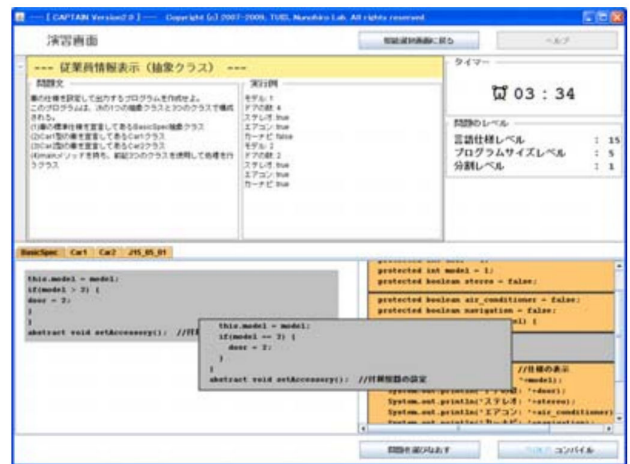 [ CAPTAIN Version2.0 ] Copyright (c) 2007-2009, TUIS, Nunohiro Lab. All rights reserved
演習画面
ヘルプ
--- 従業員情報表示（抽象クラス） ---
タイマー
問題文
実行例
03 : 34
車の仕様を設定して出力するプログラムを作成せよ。
このプログラムは、次の1つの抽象クラスと3つのクラスで構成
される。
(1)車の標準仕様を宣言してあるBasicSpec抽象クラス
(2)Car1型の車を宣言してあるCar1クラス
(3)Car2型の車を宣言してあるCar2クラス
(4)mainメソッドを持ち、前記3つのクラスを使用して処理を行
うクラス
モデル: 1
ドアの数: 4
ステレオ: true
エアコン: true
カーナビ: false
モデル: 2
ドアの数: 2
ステレオ: true
エアコン: true
カーナビ: true
問題のレベル
言語仕様レベル : 15
プログラムサイズレベル : 5
分割レベル : 1
BasicSpec Car1 Car2 J15_05_01
this.model = model;
if(model > 2) {
door = 2;
}
}
abstract void setAccessory();
this.model = model;
if(model == 2) {
door = 2;
}
}
abstract void setAccessory(); //付属機器の設定
protected int model = 1;
protected boolean stereo = false;
protected boolean air_conditioner = false;
protected boolean navigation = false;
//仕様の表示
System.out.println("ステレオ: "+stereo);
System.out.println("エアコン: "+air_conditioner)
問題を選びなおす
コンパイル